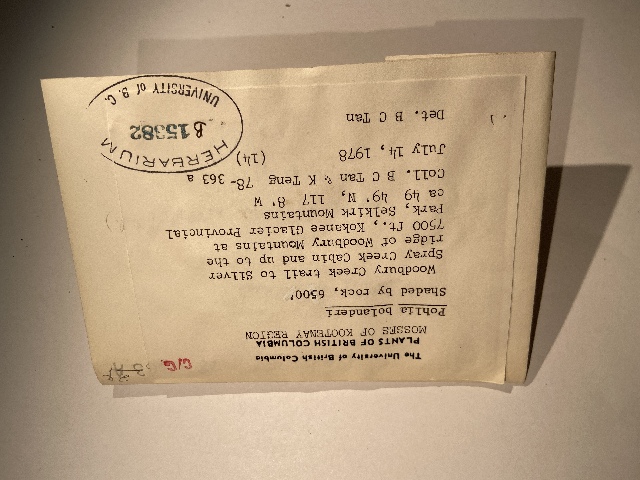 The University of British Columbia
PLANTS OF BRITISH COLUMBIA
MOSSES OF KOOTENAY REGION
Pohlia bolanderi
Shaded by rock, 6500'
Woodbury Creek trail to Silver
Spray Creek Cabin and up to the
ridge of Woodbury Mountains at
7500 ft. Kokanee Glacier Provincial
Park, Selkirk Mountains
ca 49 49' N, 117 8' W
Coll. B C Tan & K Teng 78-363 a
July 14, 1978 (14)
Det. B C Tan
HERBARIUM
B15382
UNIVERSITY of B. C.
C/G.